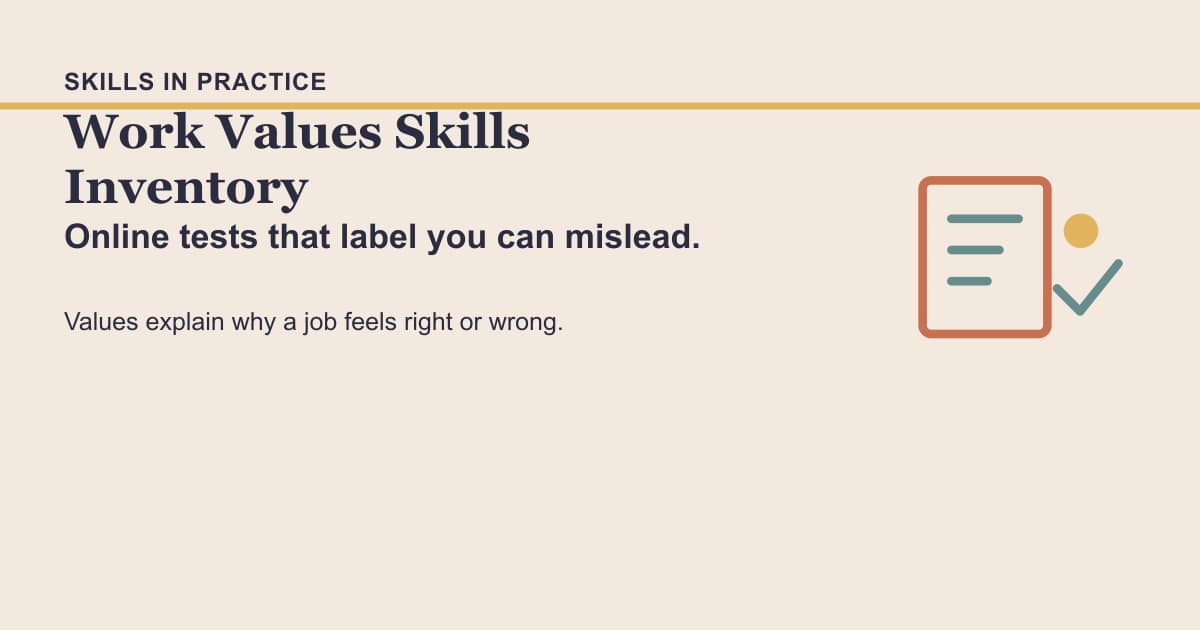 SKILLS IN PRACTICE
Work Values Skills
Inventory
Online tests that label you can mislead.
Values explain why a job feels right or wrong.